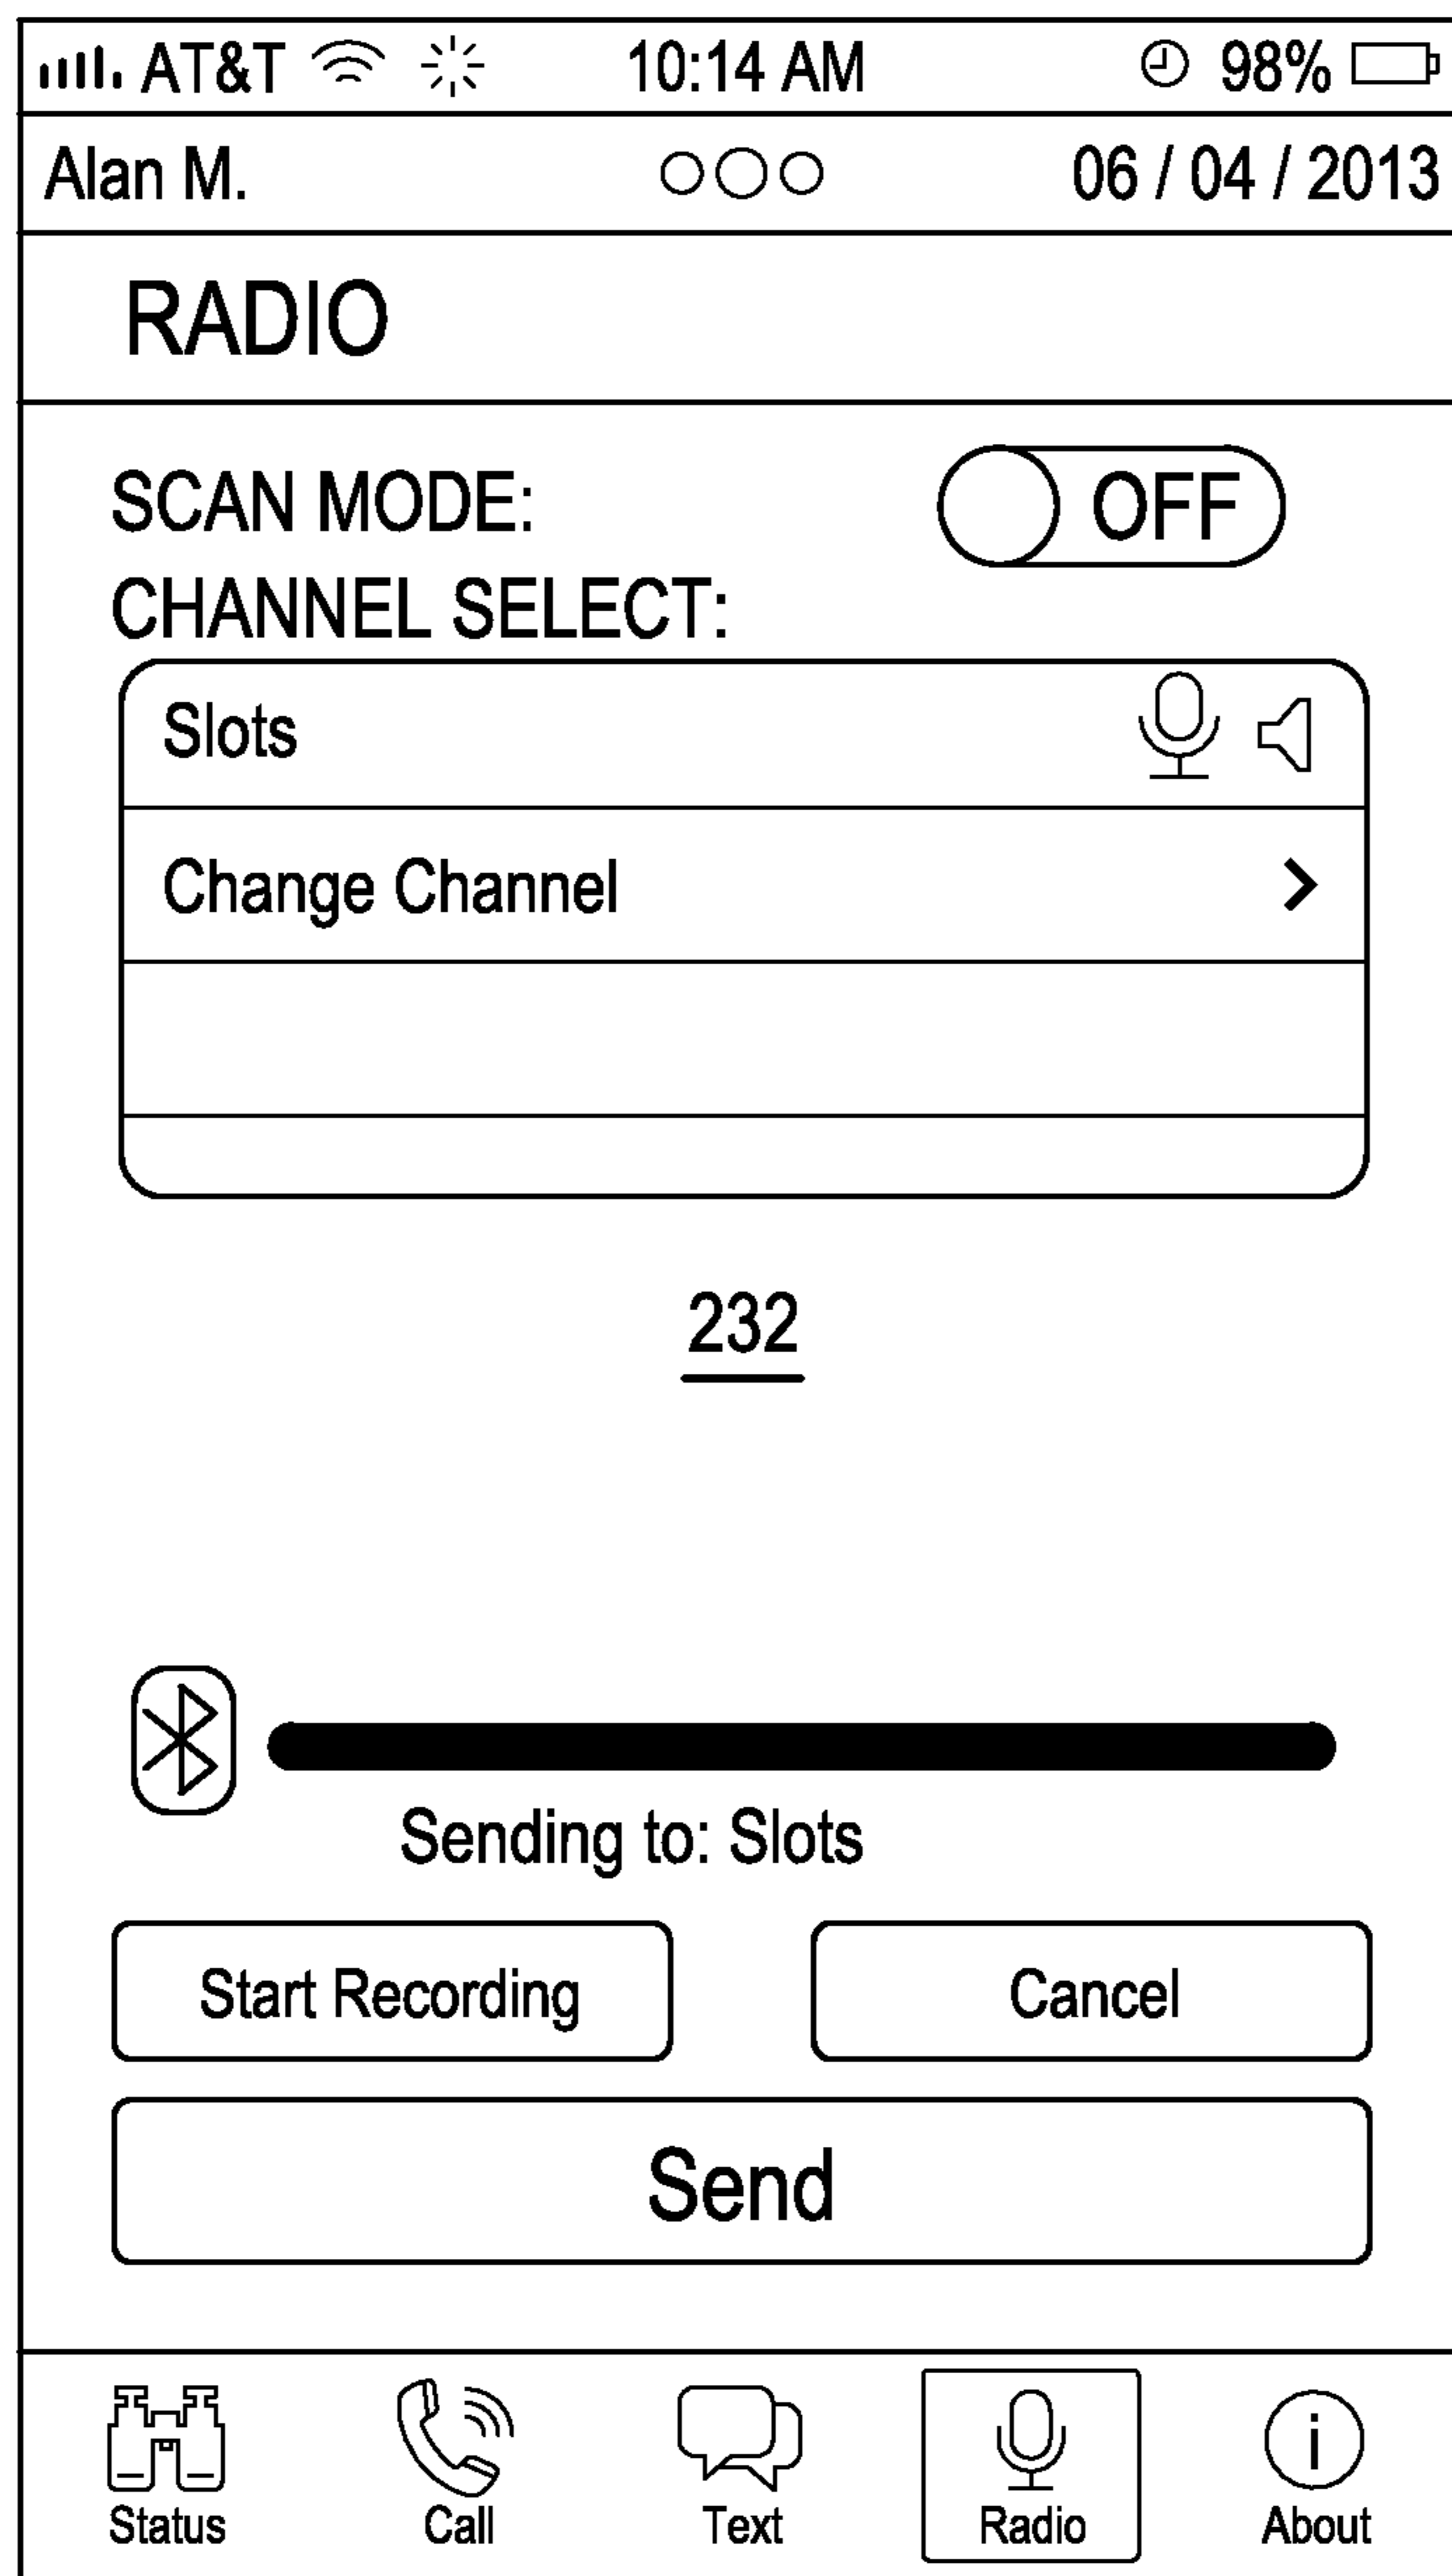 AT&T 10:14 AM 98%
Alan M. 06 / 04 / 2013
RADIO
SCAN MODE: OFF
CHANNEL SELECT:
Slots
Change Channel
232
Sending to: Slots
Start Recording Cancel
Send
Status Call Text Radio About